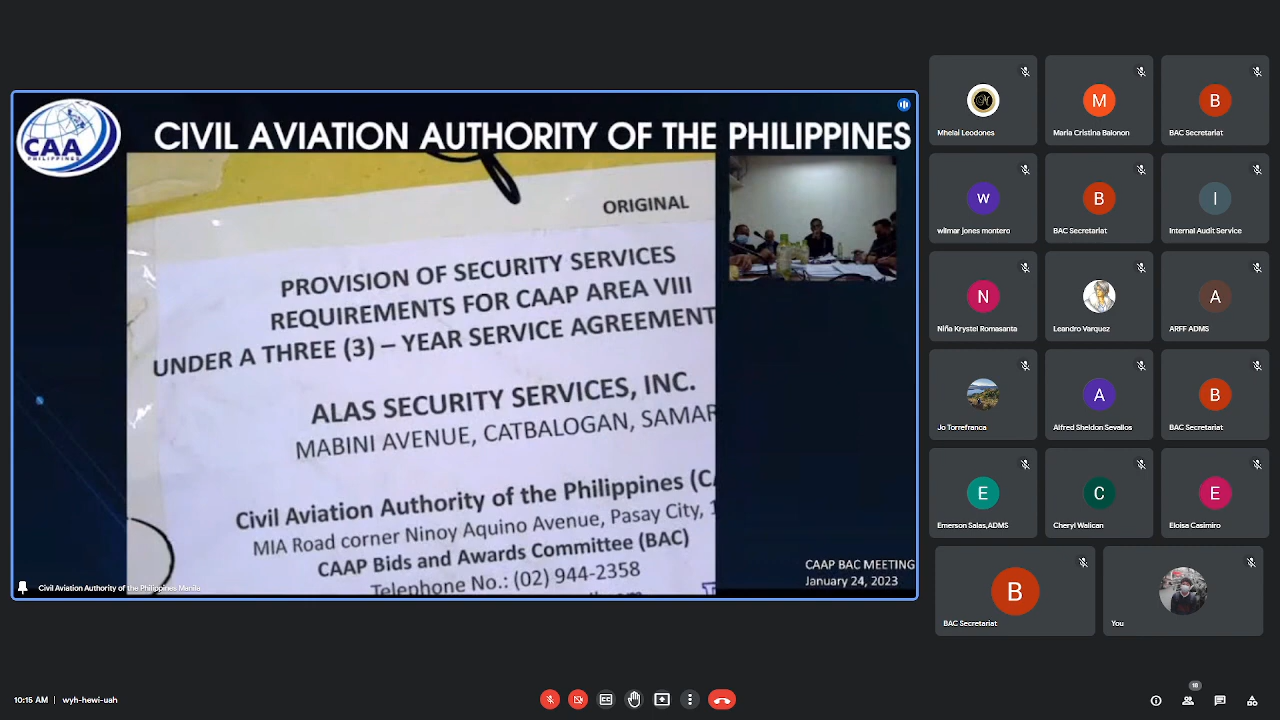 CAA
PHILIPPINES
CIVIL AVIATION AUTHORITY OF THE PHILIPPINES
ORIGINAL
PROVISION OF SECURITY SERVICES
REQUIREMENTS FOR CAAP AREA VIII
UNDER A THREE (3) – YEAR SERVICE AGREEMENT
ALAS SECURITY SERVICES, INC.
MABINI AVENUE, CATBALOGAN, SAMAR
Civil Aviation Authority of the Philippines (CA
MIA Road corner Ninoy Aquino Avenue, Pasay City, 1
CAAP Bids and Awards Committee (BAC)
Telephone No.: (02) 944-2358
CAAP BAC MEETING
January 24, 2023
Civil Aviation Authority of the Philippines Manila
M
B
Maria Cristina Balonon
BAC Secretariat
w
B
I
wilmar jones montero
BAC Secretariat
Internal Audit Service
N
A
Niña Krystel Romasanta
Leandro Varquez
ARFF ADMS
A
B
Jo Torrefranca
Alfred Sheldon Sevallos
BAC Secretariat
E
C
E
Emerson Salas,ADMS
Cheryl Walican
Eloisa Casimiro
B
BAC Secretariat
You
10:15 AM | wyh-hewi-uah
CC
18